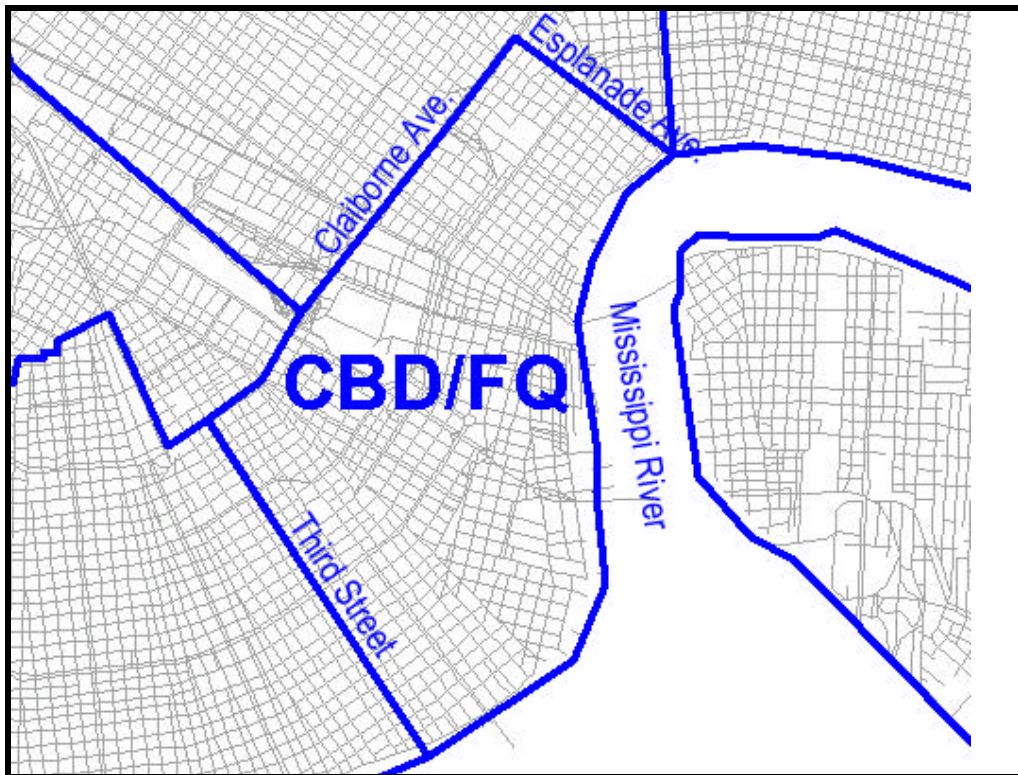 Esplanade Ave.
Claiborne Ave.
CBD/FQ
Mississippi River
Third Street